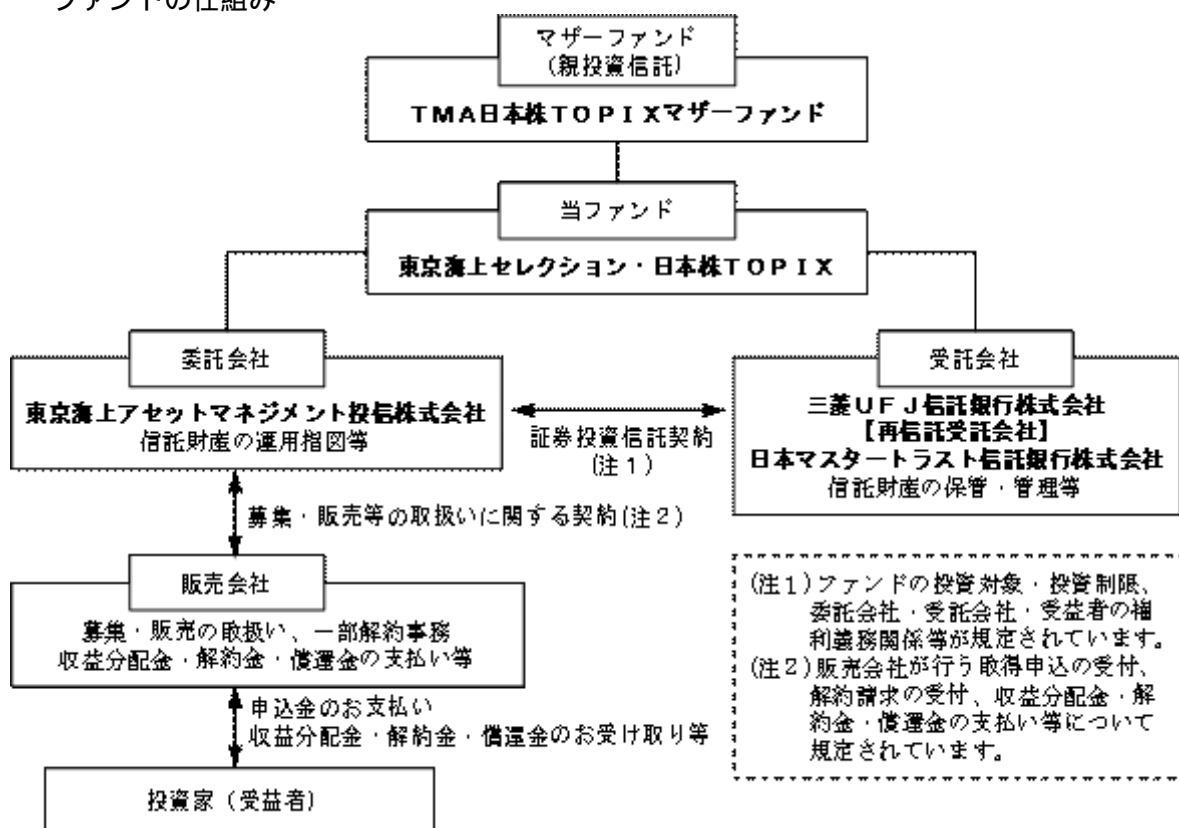 ファンドの仕組み
マザーファンド
(親投資信託)
TMA日本株TOPIXマザーファンド
当ファンド
東京海上セレクション・日本株TOPIX
委託会社
東京海上アセットマネジメント投信株式会社
信託財産の運用指図等
証券投資信託契約
(注1)
受託会社
三菱UFJ信託銀行株式会社
【再信託受託会社】
日本マスタートラスト信託銀行株式会社
信託財産の保管・管理等
募集・販売等の取扱いに関する契約(注2)
販売会社
募集・販売の取扱い、一部解約事務
収益分配金・解約金・償還金の支払い等
申込金のお支払い
収益分配金・解約金・償還金のお受け取り等
投資家(受益者)
(注1)ファンドの投資対象・投資制限、
委託会社・受託会社・受益者の権
利義務関係等が規定されています。
(注2)販売会社が行う取得申込の受付、
解約請求の受付、収益分配金・解
約金・償還金の支払い等について
規定されています。